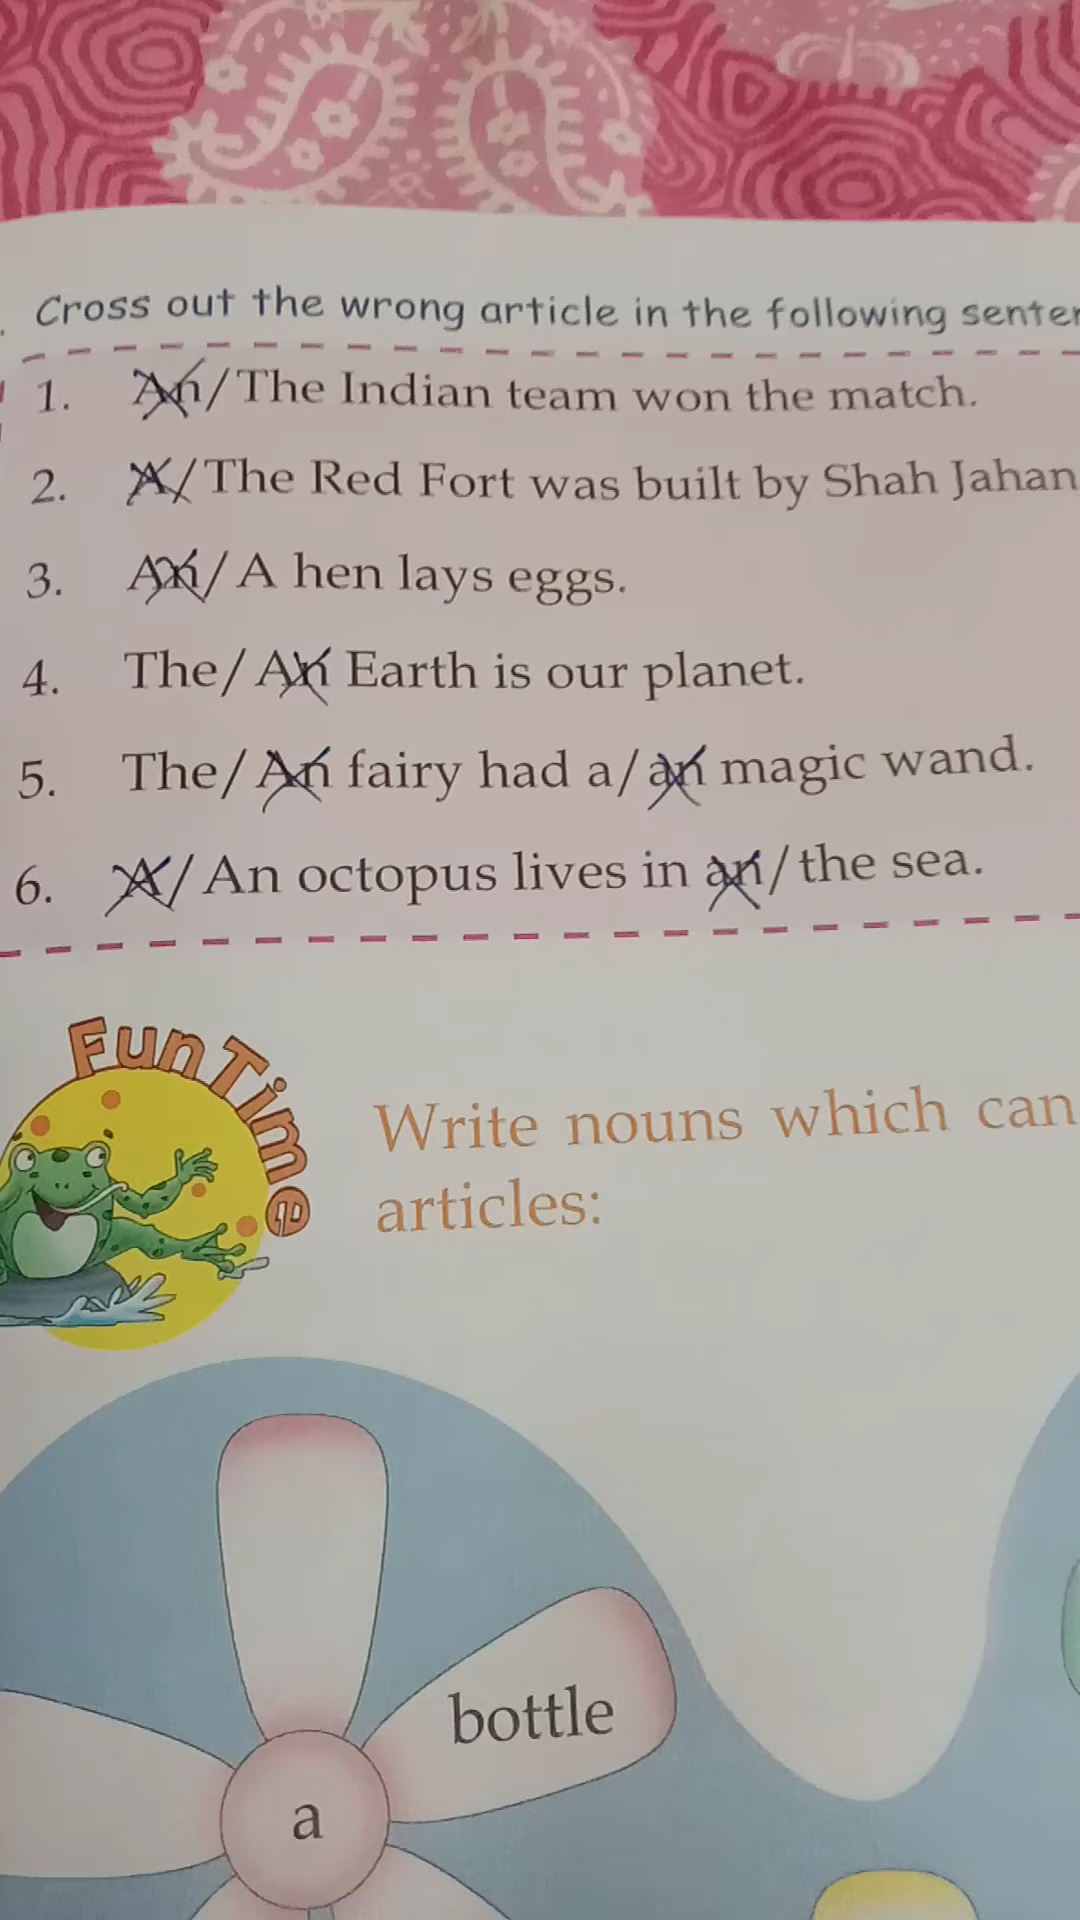 Cross out the wrong article in the following
1. An/The Indian team won the match.
2. A/The Red Fort was built by Shah Jahan
3. An/A hen lays eggs.
4. The/An Earth is our planet.
5. The/An fairy had a/an magic wand.
6. A/An octopus lives in an/the sea.
Fun Time
Write nouns which can
articles:
bottle
a